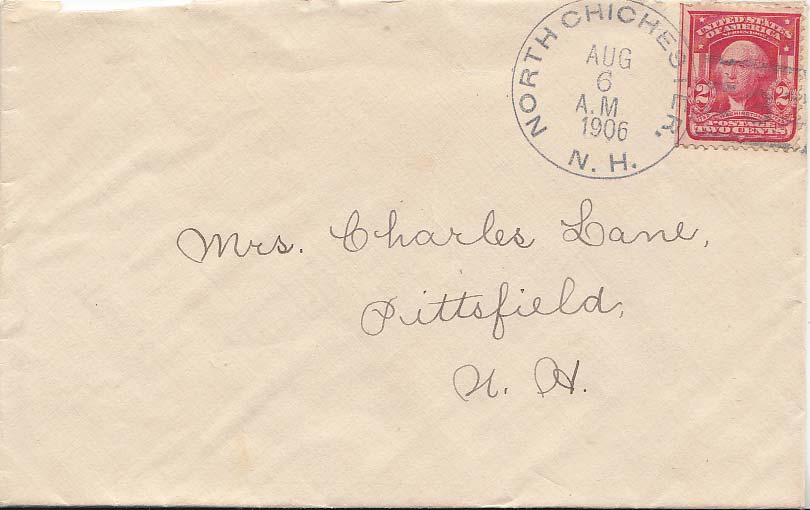 NORTH CHICHESTER,
AUG
6
A.M
1906
N. H.
UNITED STATES
OF AMERICA
2 2
POSTAGE
TWO CENTS
Mrs. Charles Lane,
Pittsfield,
N. H.